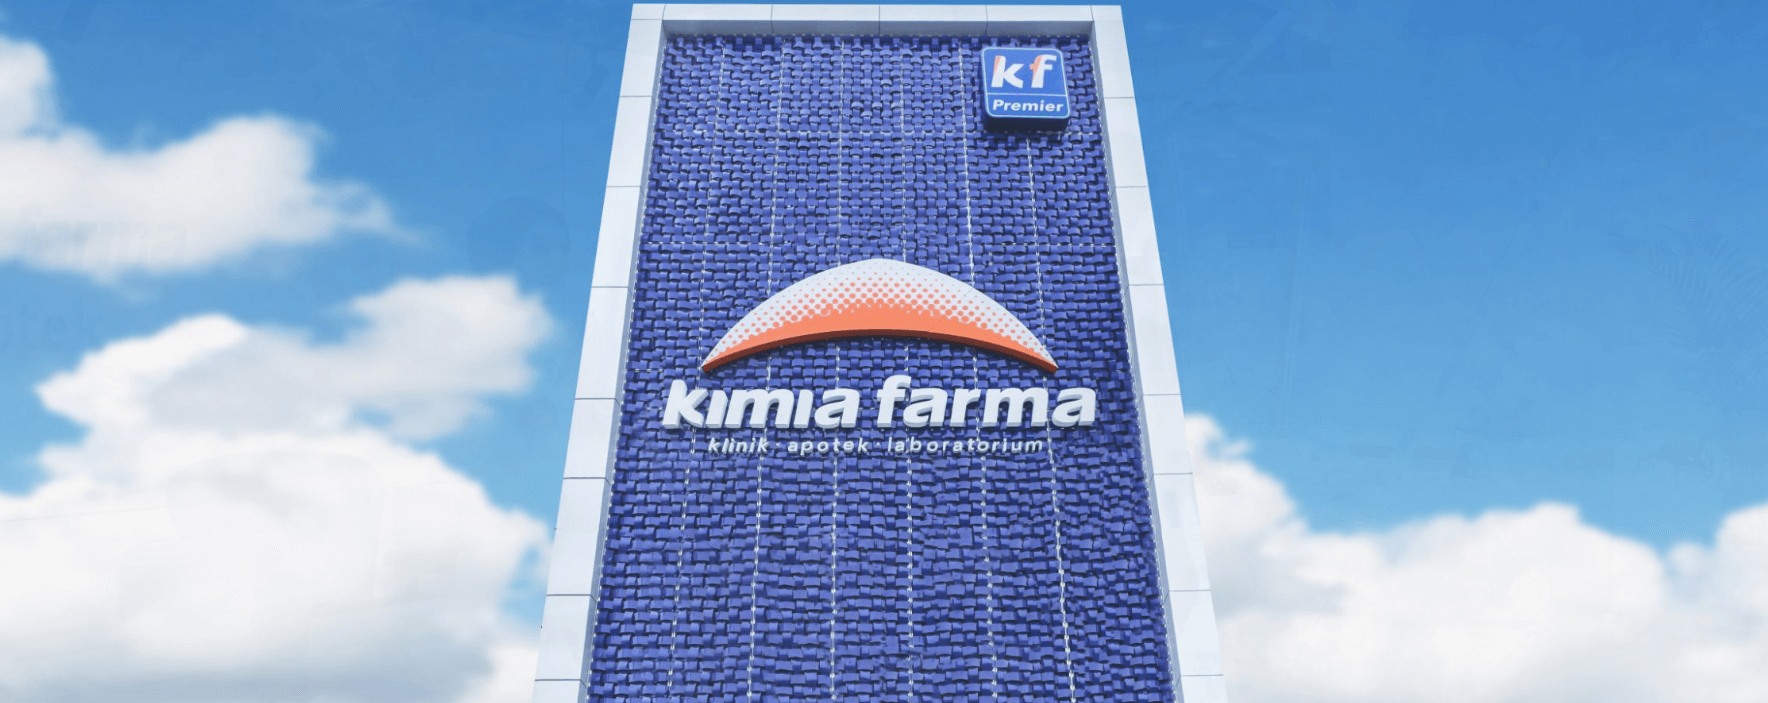 kf
Premier
kimia farma
klinik · apotek · laboratorium